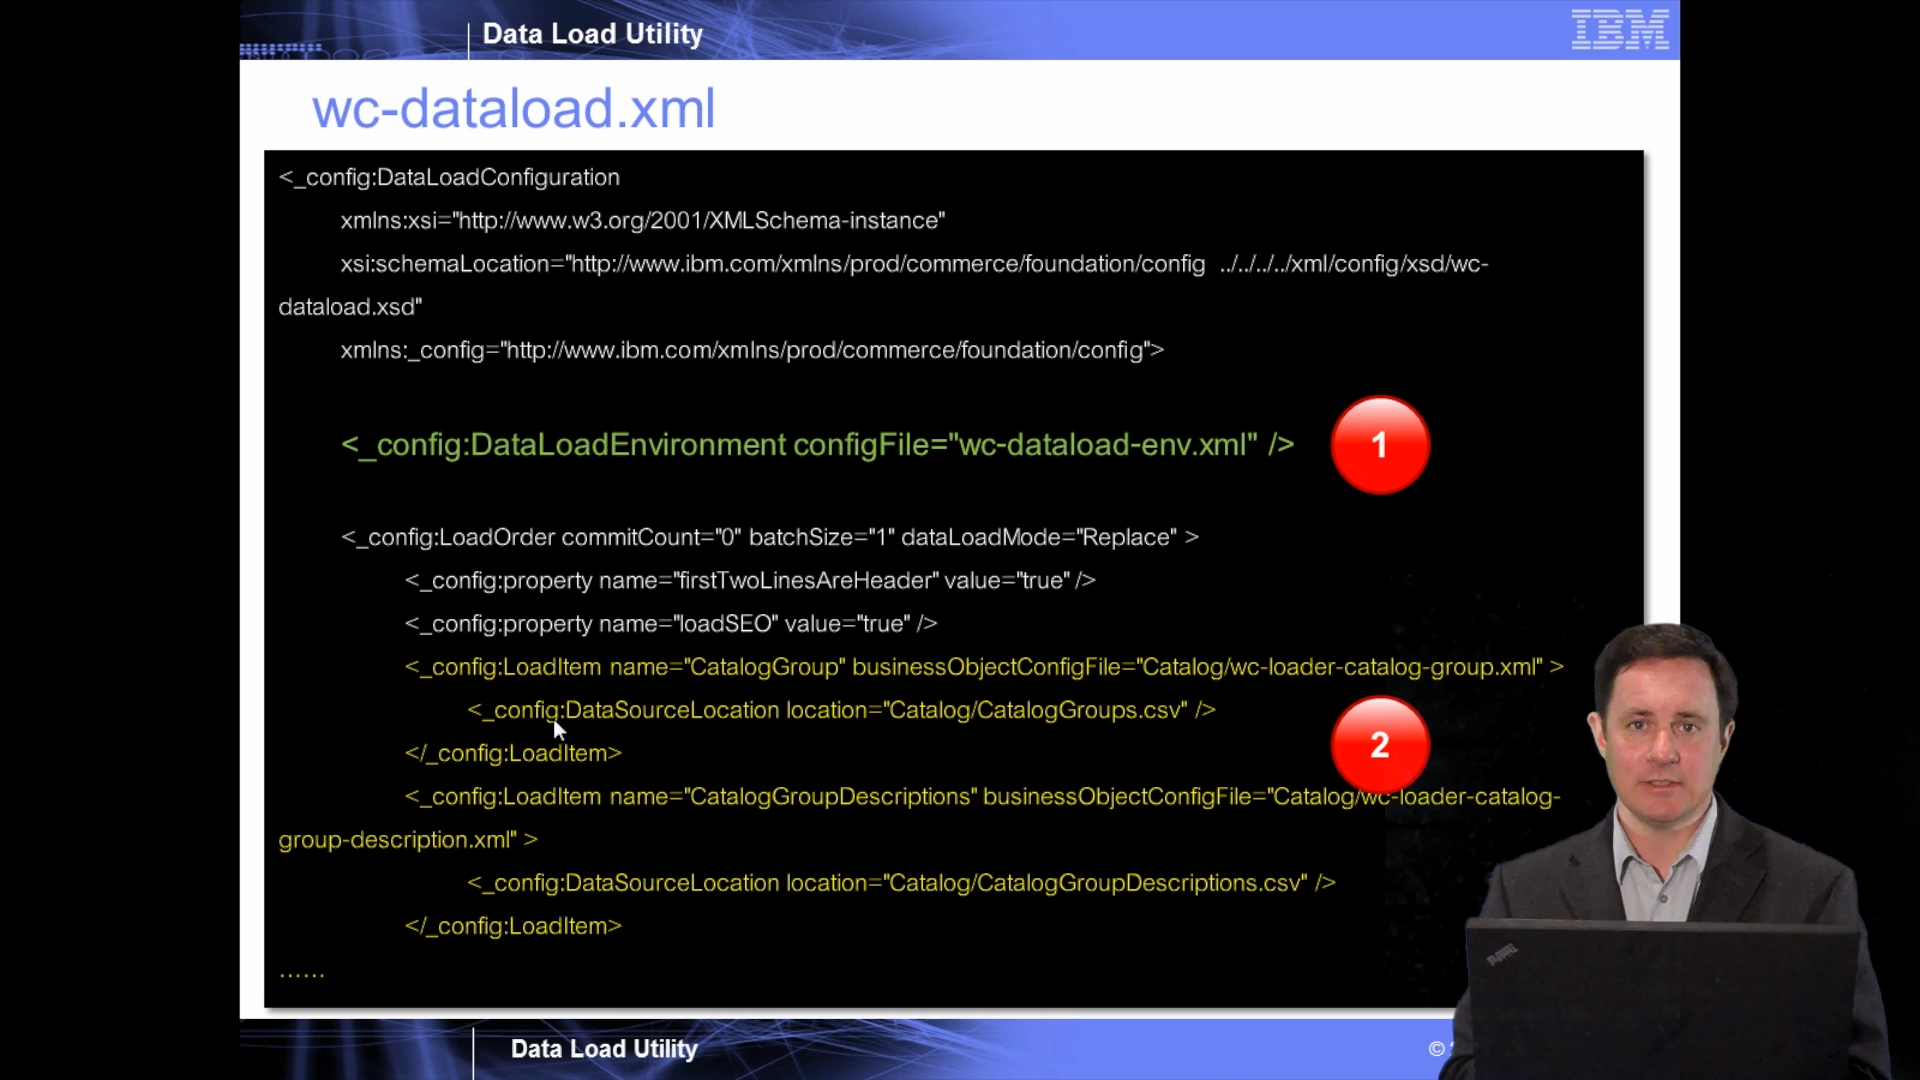 Data Load Utility
IBM
wc-dataload.xml
<_config:DataLoadConfiguration
xmlns:xsi="http://www.w3.org/2001/XMLSchema-instance"
xsi:schemaLocation="http://www.ibm.com/xmlns/prod/commerce/foundation/config ../../../../xml/config/xsd/wc-
dataload.xsd"
xmlns:_config="http://www.ibm.com/xmlns/prod/commerce/foundation/config">
<_config:DataLoadEnvironment configFile="wc-dataload-env.xml" />
1
<_config:LoadOrder commitCount="0" batchSize="1" dataLoadMode="Replace" >
<_config:property name="firstTwoLinesAreHeader" value="true" />
<_config:property name="loadSEO" value="true" />
<_config:LoadItem name="CatalogGroup" businessObjectConfigFile="Catalog/wc-loader-catalog-group.xml" >
<_config:DataSourceLocation location="Catalog/CatalogGroups.csv" />
2
</_config:LoadItem>
<_config:LoadItem name="CatalogGroupDescriptions" businessObjectConfigFile="Catalog/wc-loader-catalog-
group-description.xml" >
<_config:DataSourceLocation location="Catalog/CatalogGroupDescriptions.csv" />
</_config:LoadItem>
......
Data Load Utility
©